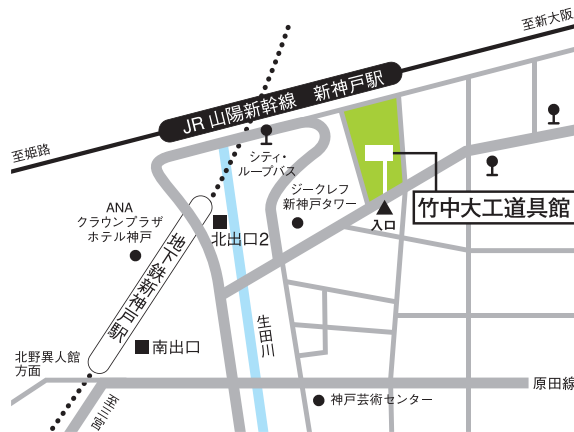 至新大阪
JR 山陽新幹線　新神戸駅
至姫路
シティ・
ループバス
ANA
クラウンプラザ
ホテル神戸
ジークレフ
新神戸タワー
竹中大工道具館
入口
北出口2
地下鉄新神戸駅
生田川
南出口
北野異人館
方面
原田線
神戸芸術センター
至三宮